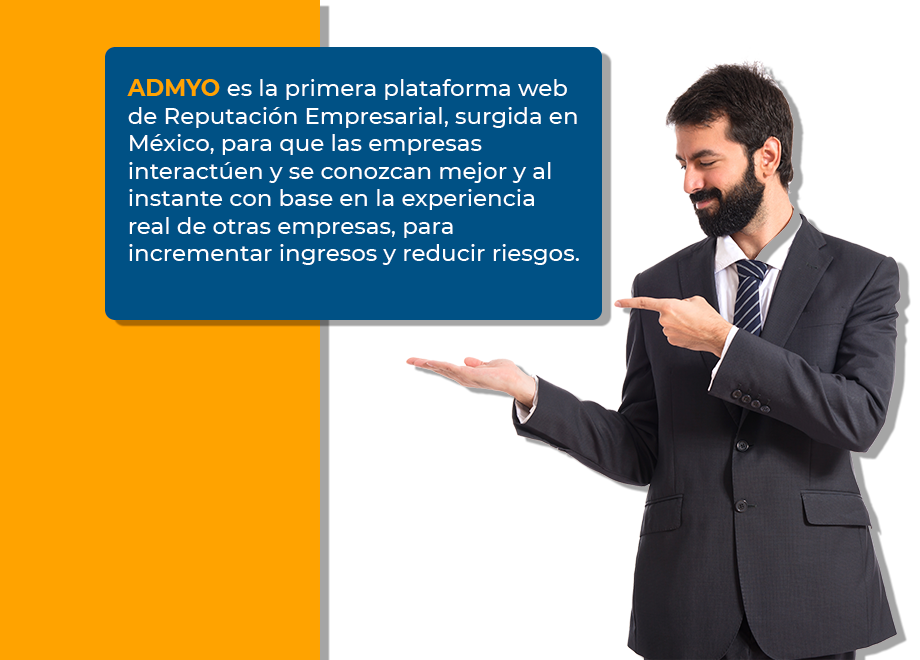 ADMYO es la primera plataforma web
de Reputación Empresarial, surgida en
México, para que las empresas
interactúen y se conozcan mejor y al
instante con base en la experiencia
real de otras empresas, para
incrementar ingresos y reducir riesgos.